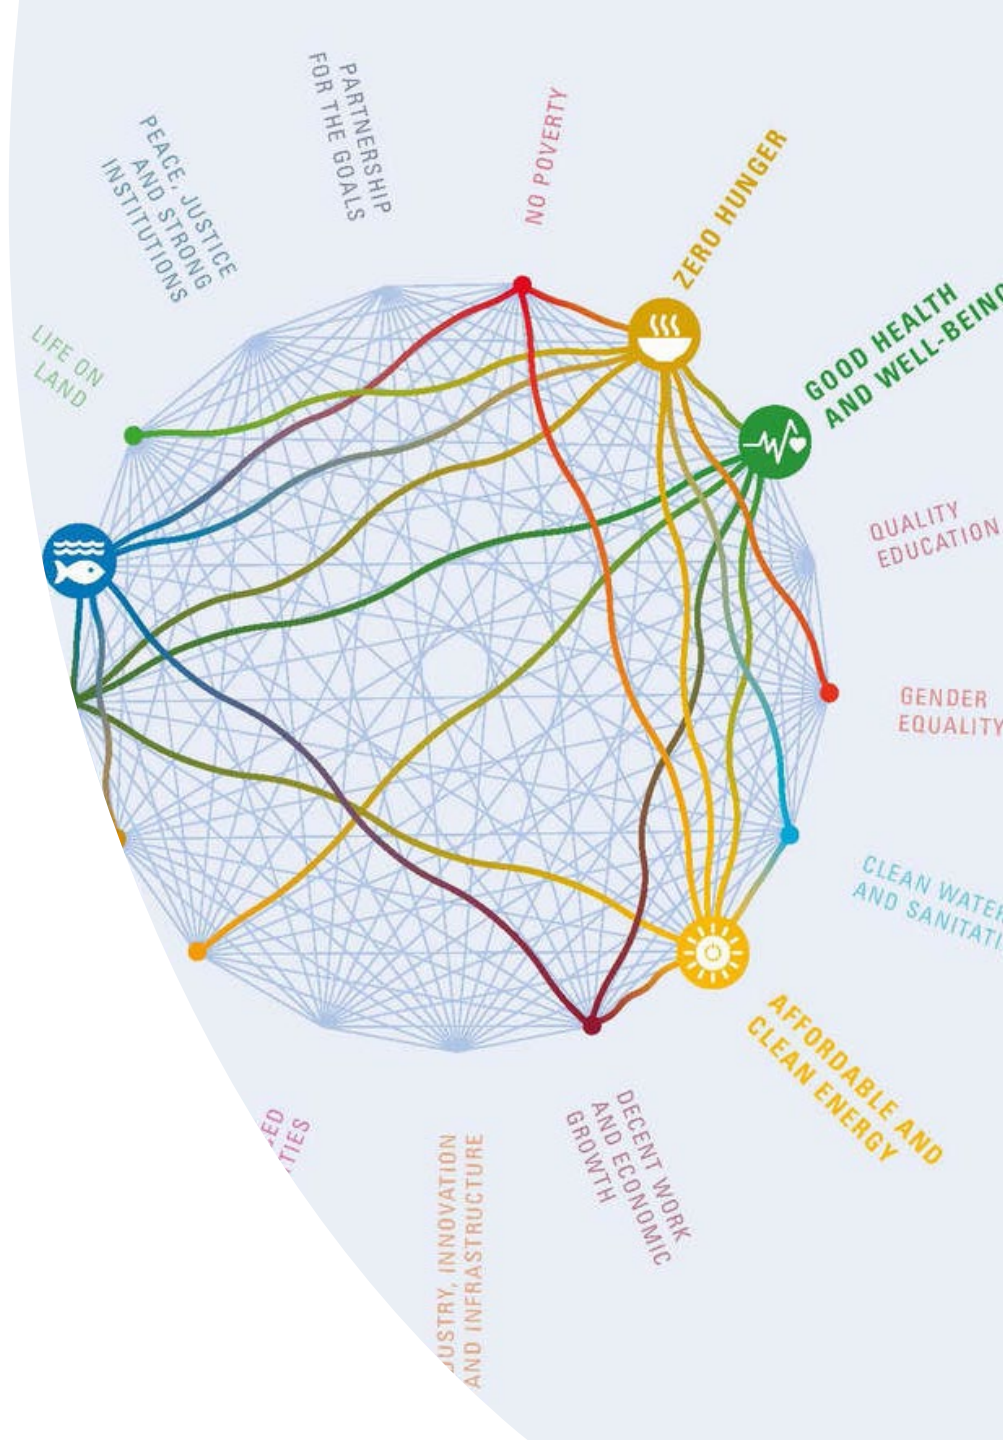 PARTNERSHIP
FOR THE GOALS
NO POVERTY
ZERO HUNGER
GOOD HEALTH
AND WELL-BEING
QUALITY
EDUCATION
GENDER
EQUALITY
CLEAN WATER
AND SANITATI
AFFORDABLE AND
CLEAN ENERGY
DECENT WORK
AND ECONOMIC
GROWTH
USTRY, INNOVATION
AND INFRASTRUCTURE
ED
TIES
LIFE ON
LAND
PEACE, JUSTICE
AND STRONG
INSTITUTIONS